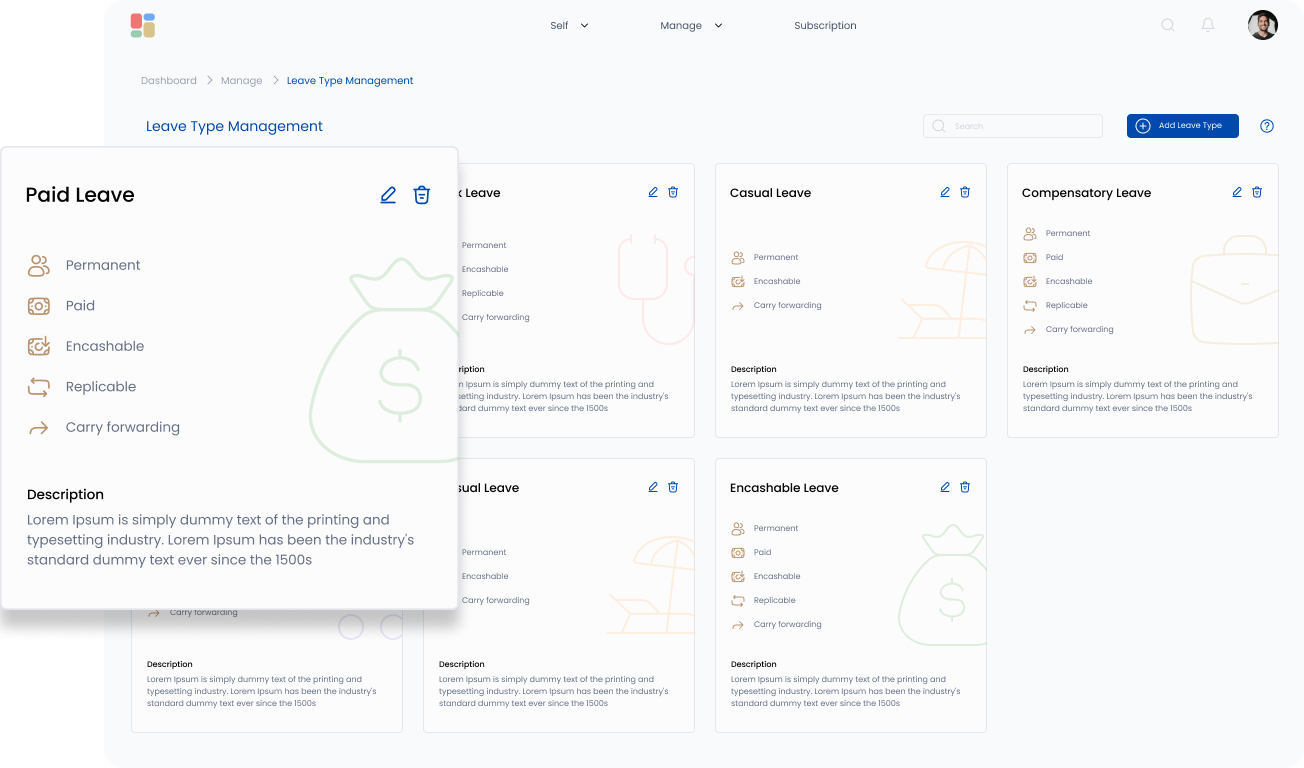 Self
Manage
Subscription
Dashboard
Manage
Leave Type Management
Leave Type Management
Search
Add Leave Type
Paid Leave
Permanent
Paid
Encashable
Replicable
Carry forwarding
Description
Lorem Ipsum is simply dummy text of the printing and
typesetting industry. Lorem Ipsum has been the industry's
standard dummy text ever since the 1500s
Leave
Permanent
Encashable
Replicable
Carry forwarding
Ipsum is simply dummy text of the printing and
industry. Lorem Ipsum has been the industry's
dummy text ever since the 1500s
Casual Leave
Permanent
Encashable
Carry forwarding
Description
Lorem Ipsum is simply dummy text of the printing and
typesetting industry. Lorem Ipsum has been the industry's
standard dummy text ever since the 1500s
Compensatory Leave
Permanent
Paid
Encashable
Replicable
Carry forwarding
Description
Lorem Ipsum is simply dummy text of the printing and
typesetting industry. Lorem Ipsum has been the industry's
standard dummy text ever since the 1500s
Carry forwarding
Description
Lorem Ipsum is simply dummy text of the printing and
typesetting industry. Lorem Ipsum has been the industry's
standard dummy text ever since the 1500s
Leave
Permanent
Encashable
Carry forwarding
Description
Lorem Ipsum is simply dummy text of the printing and
typesetting industry. Lorem Ipsum has been the industry's
standard dummy text ever since the 1500s
Encashable Leave
Permanent
Paid
Encashable
Replicable
Carry forwarding
Description
Lorem Ipsum is simply dummy text of the printing and
typesetting industry. Lorem Ipsum has been the industry's
standard dummy text ever since the 1500s